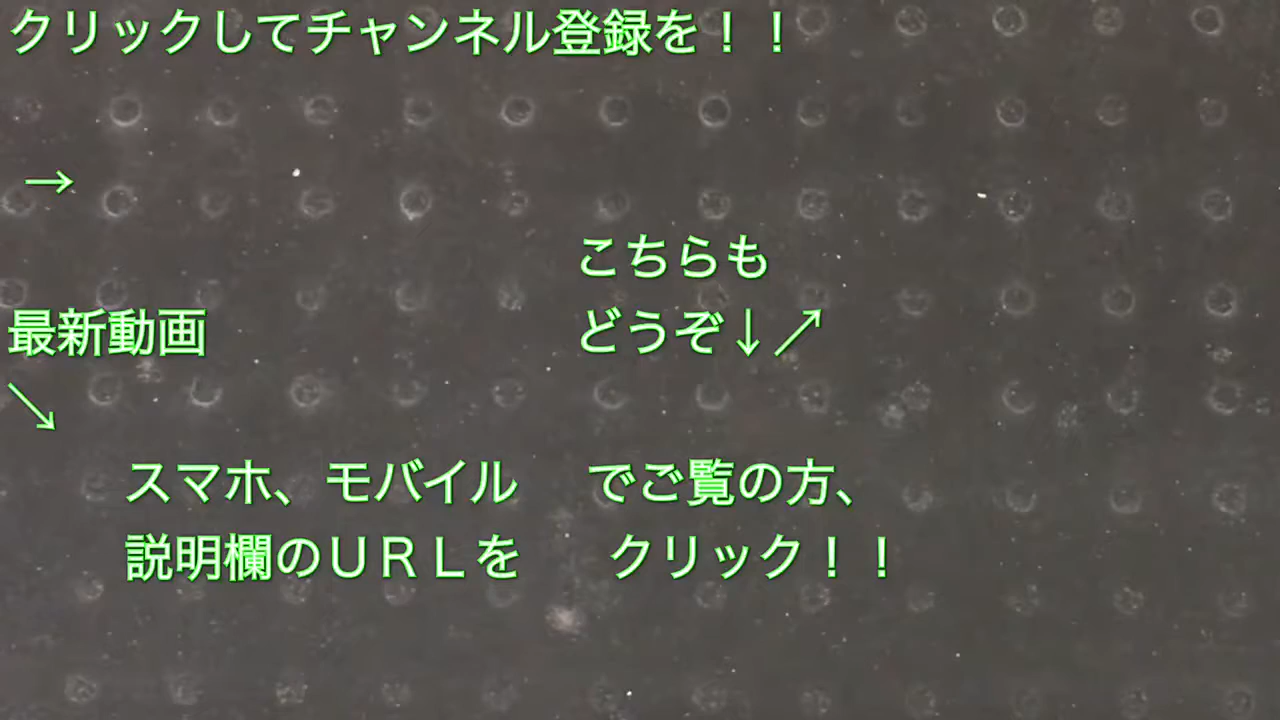 クリックしてチャンネル登録を！！
→
こちらも
どうぞ↓↗
最新動画
↘
スマホ、モバイル でご覧の方、
説明欄のＵＲＬを クリック！！